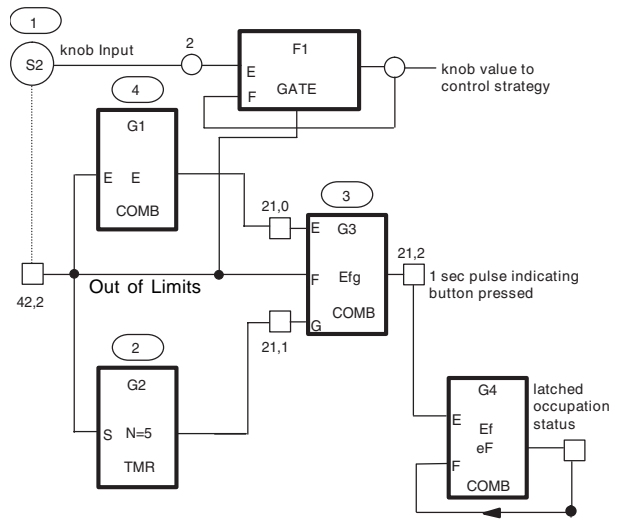 1
S2
knob Input
2
F1
E
F
GATE
knob value to
control strategy
4
G1
E E
COMB
21,0
3
E G3
F Efg
COMB
G
21,2
1 sec pulse indicating
button pressed
42,2
Out of Limits
21,1
2
G2
S N=5
TMR
G4
E Ef
eF
F
COMB
latched
occupation
status